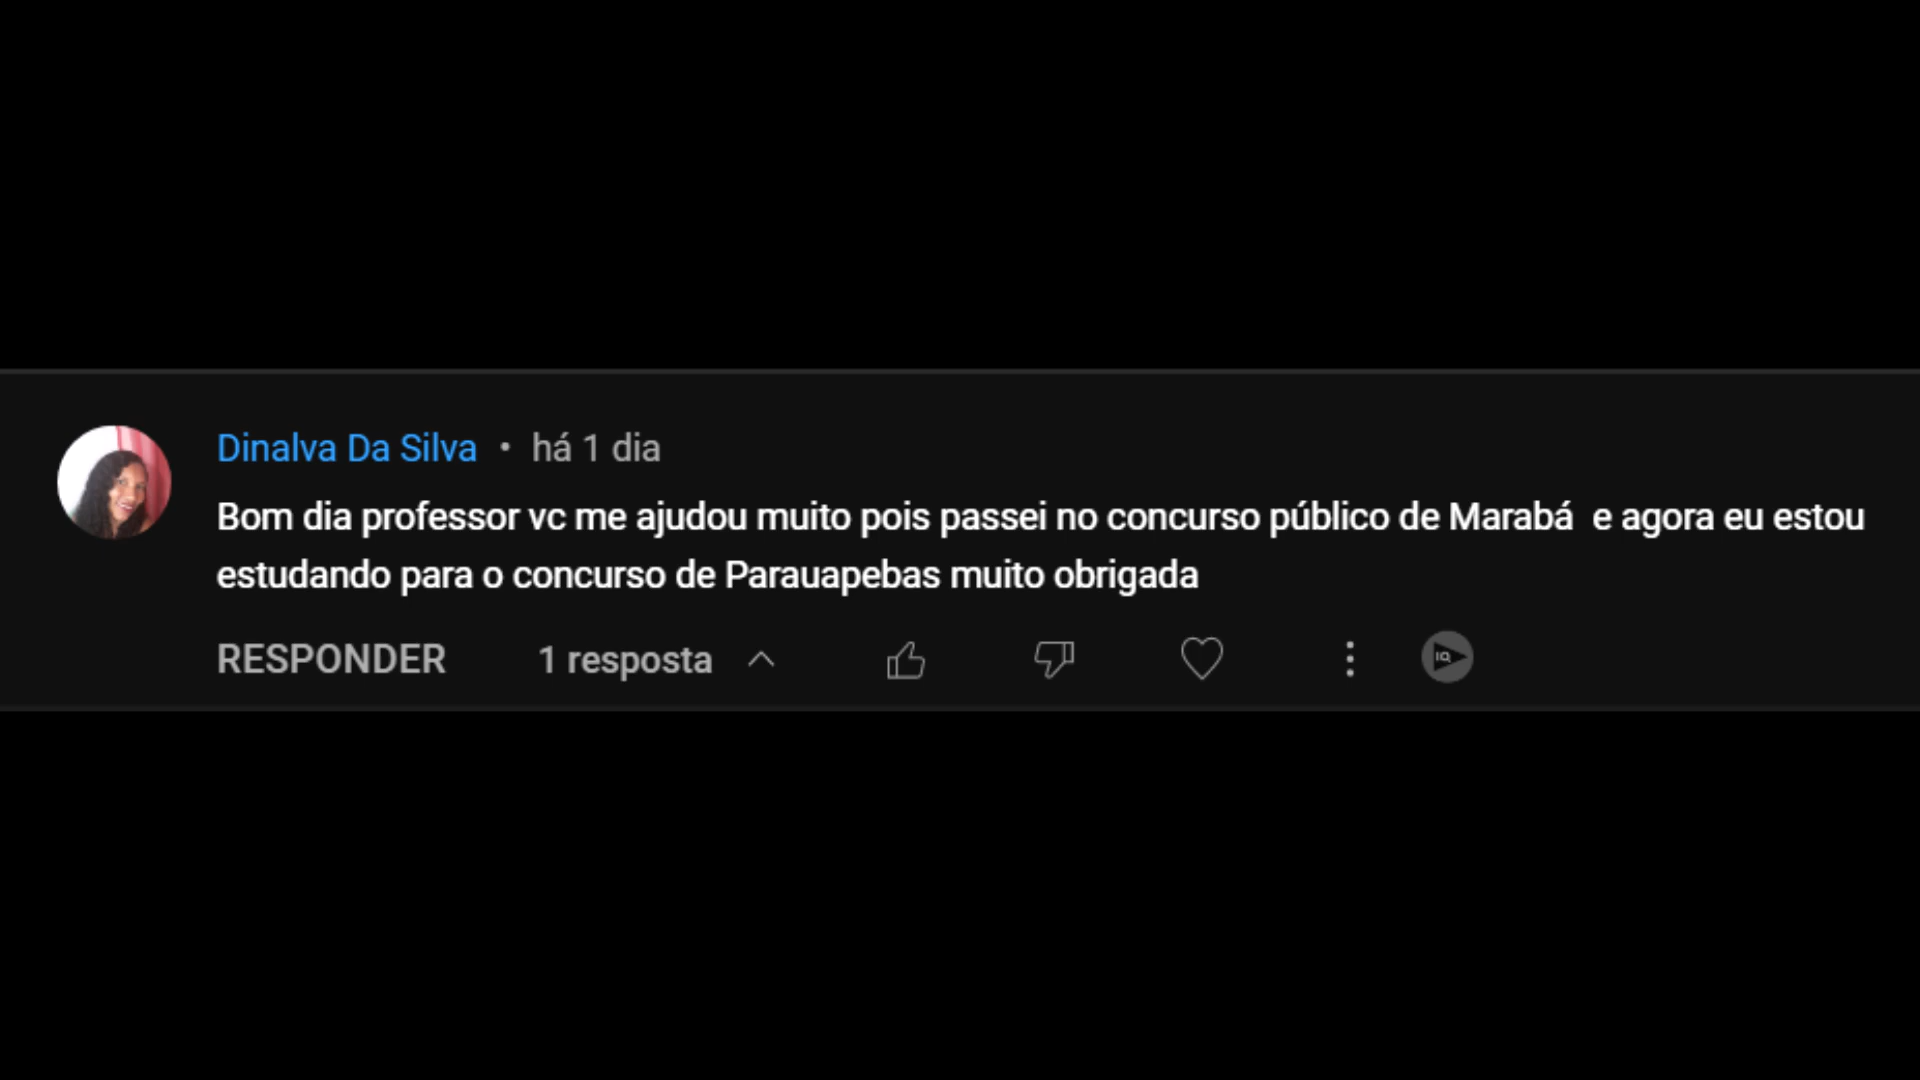 Dinalva Da Silva • há 1 dia
Bom dia professor vc me ajudou muito pois passei no concurso público de Marabá  e agora eu estou
estudando para o concurso de Parauapebas muito obrigada
RESPONDER 1 resposta
IQ